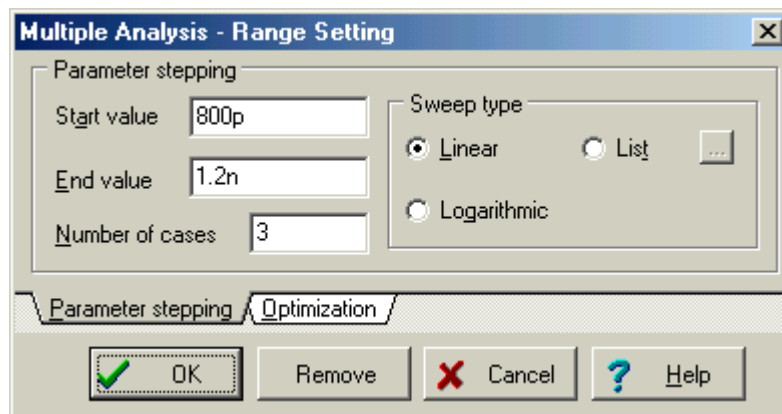 Multiple Analysis - Range Setting
Parameter stepping
Start value 800p
End value 1.2n
Number of cases 3
Sweep type
Linear List ...
Logarithmic
Parameter stepping Optimization
OK Remove Cancel ? Help